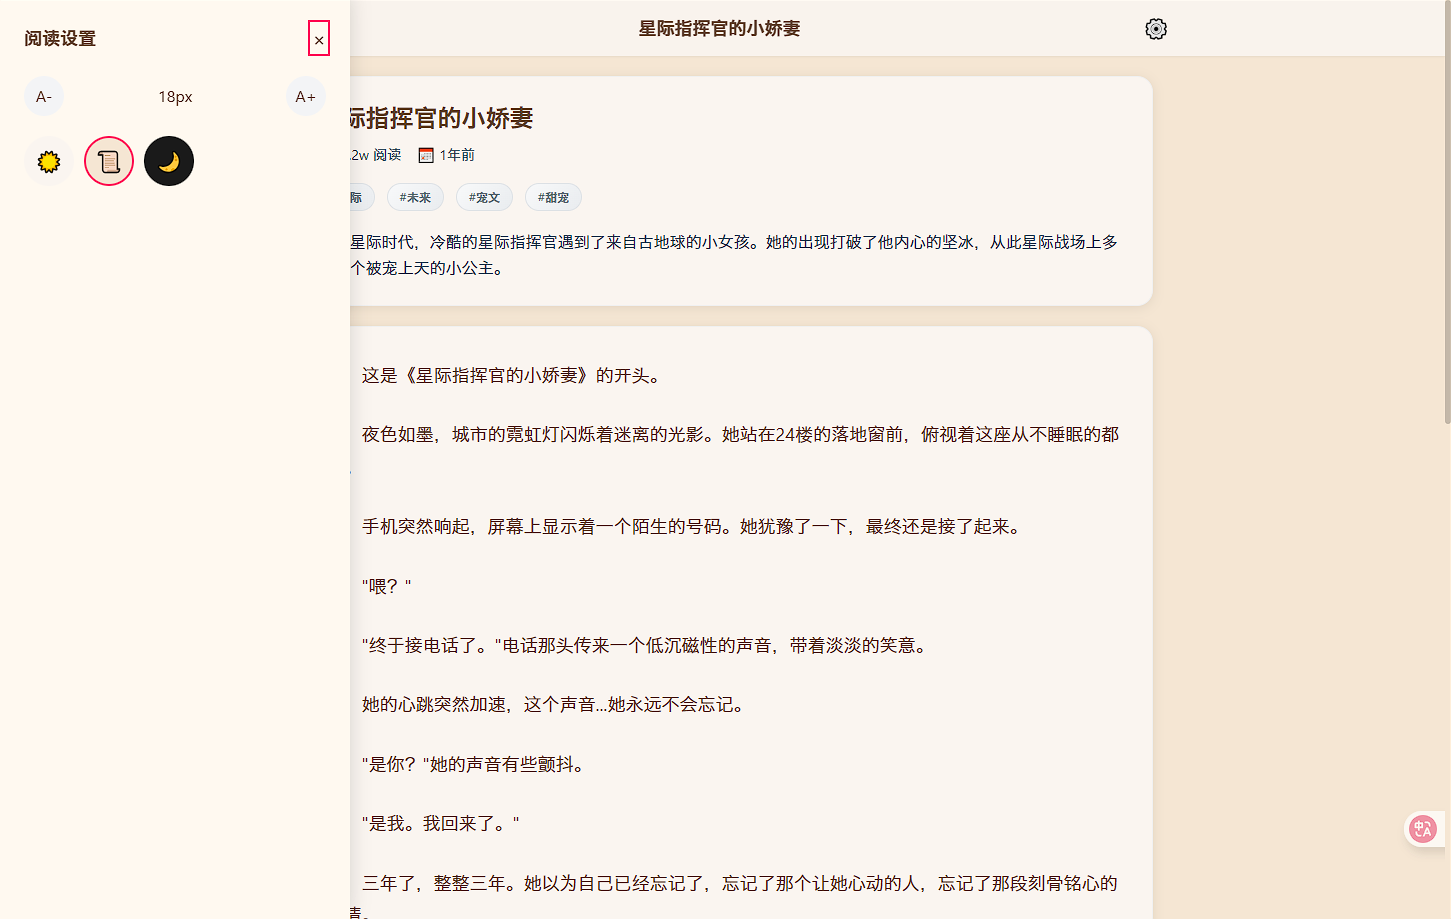 阅读设置
×
A-
18px
A+
星际指挥官的小娇妻
际指挥官的小娇妻
2w 阅读
1年前
际
#未来
#宠文
#甜宠
星际时代，冷酷的星际指挥官遇到了来自古地球的小女孩。她的出现打破了他内心的坚冰，从此星际战场上多
个被宠上天的小公主。
这是《星际指挥官的小娇妻》的开头。
夜色如墨，城市的霓虹灯闪烁着迷离的光影。她站在24楼的落地窗前，俯视着这座从不睡眠的都
手机突然响起，屏幕上显示着一个陌生的号码。她犹豫了一下，最终还是接了起来。
"喂？"
"终于接电话了。"电话那头传来一个低沉磁性的声音，带着淡淡的笑意。
她的心跳突然加速，这个声音...她永远不会忘记。
"是你？"她的声音有些颤抖。
"是我。我回来了。"
三年了，整整三年。她以为自己已经忘记了，忘记了那个让她心动的人，忘记了那段刻骨铭心的
情。
中A